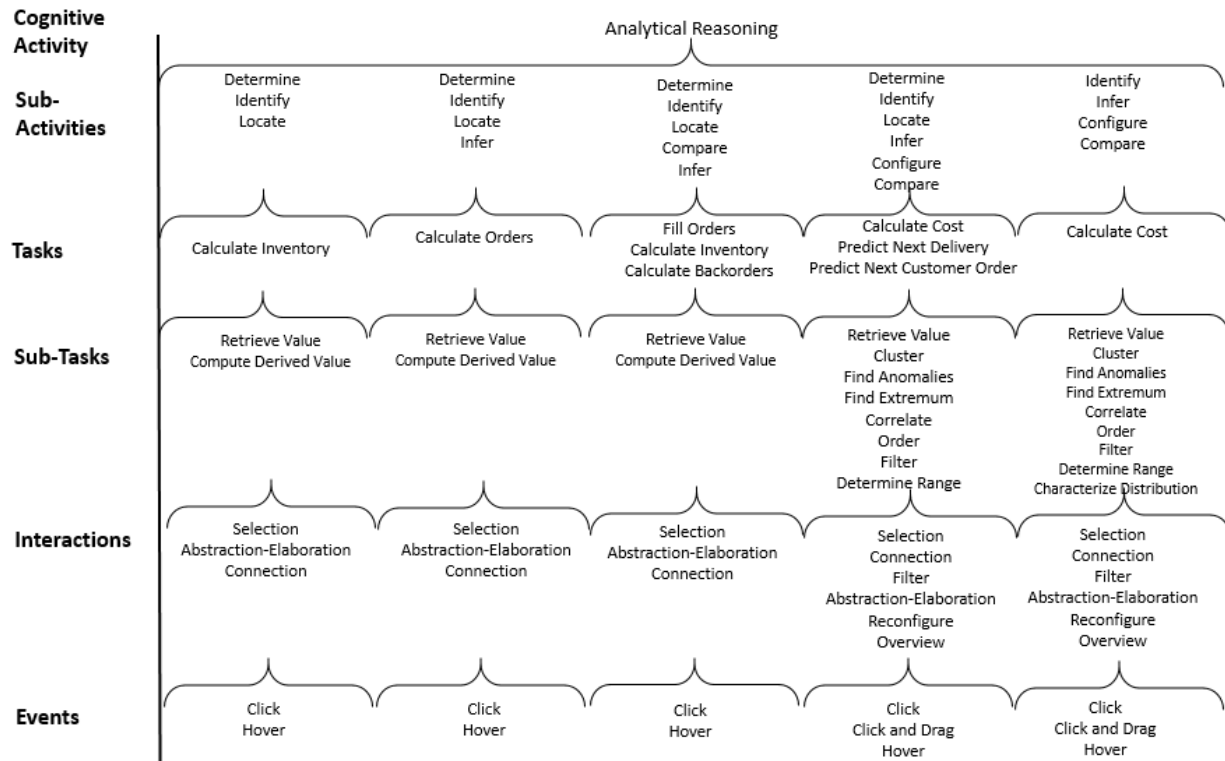 Cognitive
Activity
Analytical Reasoning
Sub-
Activities
Determine
Identify
Locate
Determine
Identify
Locate
Infer
Determine
Identify
Locate
Compare
Infer
Determine
Identify
Locate
Infer
Configure
Compare
Identify
Infer
Configure
Compare
Tasks
Calculate Inventory
Calculate Orders
Fill Orders
Calculate Inventory
Calculate Backorders
Calculate Cost
Predict Next Delivery
Predict Next Customer Order
Calculate Cost
Sub-Tasks
Retrieve Value
Compute Derived Value
Retrieve Value
Compute Derived Value
Retrieve Value
Compute Derived Value
Retrieve Value
Cluster
Find Anomalies
Find Extremum
Correlate
Order
Filter
Determine Range
Retrieve Value
Cluster
Find Anomalies
Find Extremum
Correlate
Order
Filter
Determine Range
Characterize Distribution
Interactions
Selection
Abstraction-Elaboration
Connection
Selection
Abstraction-Elaboration
Connection
Selection
Abstraction-Elaboration
Connection
Selection
Connection
Filter
Abstraction-Elaboration
Reconfigure
Overview
Selection
Connection
Filter
Abstraction-Elaboration
Reconfigure
Overview
Events
Click
Hover
Click
Hover
Click
Hover
Click
Click and Drag
Hover
Click
Click and Drag
Hover